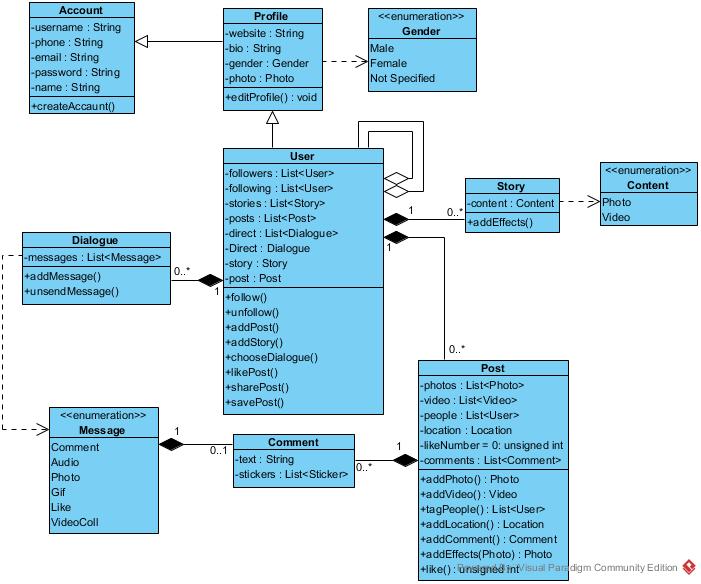 Account
-username : String
-phone : String
-email : String
-password : String
-name : String
+createAccaunt()
Profile
-website : String
-bio : String
-gender : Gender
-photo : Photo
+editProfile() : void
<<enumeration>>
Gender
Male
Female
Not Specified
User
-followers : List<User>
-following : List<User>
-stories : List<Story>
-posts : List<Post>
-direct : List<Dialogue>
-Direct : Dialogue
-story : Story
-post : Post
+follow()
+unfollow()
+addPost()
+addStory()
+chooseDialogue()
+likePost()
+sharePost()
+savePost()
1
0..*
Story
-content : Content
+addEffects()
<<enumeration>>
Content
Photo
Video
1
0..*
Dialogue
-messages : List<Message>
+addMessage()
+unsendMessage()
0..*
1
<<enumeration>>
Message
Comment
Audio
Photo
Gif
Like
VideoColl
1
0..1
Comment
-text : String
-stickers : List<Sticker>
1
0..*
Post
-photos : List<Photo>
-video : List<Video>
-people : List<User>
-location : Location
-likeNumber = 0: unsigned int
-comments : List<Comment>
+addPhoto() : Photo
+addVideo() : Video
+tagPeople() : List<User>
+addLocation() : Location
+addComment() : Comment
+addEffects(Photo) : Photo
+like() : unsigned int
Powered By Visual Paradigm Community Edition